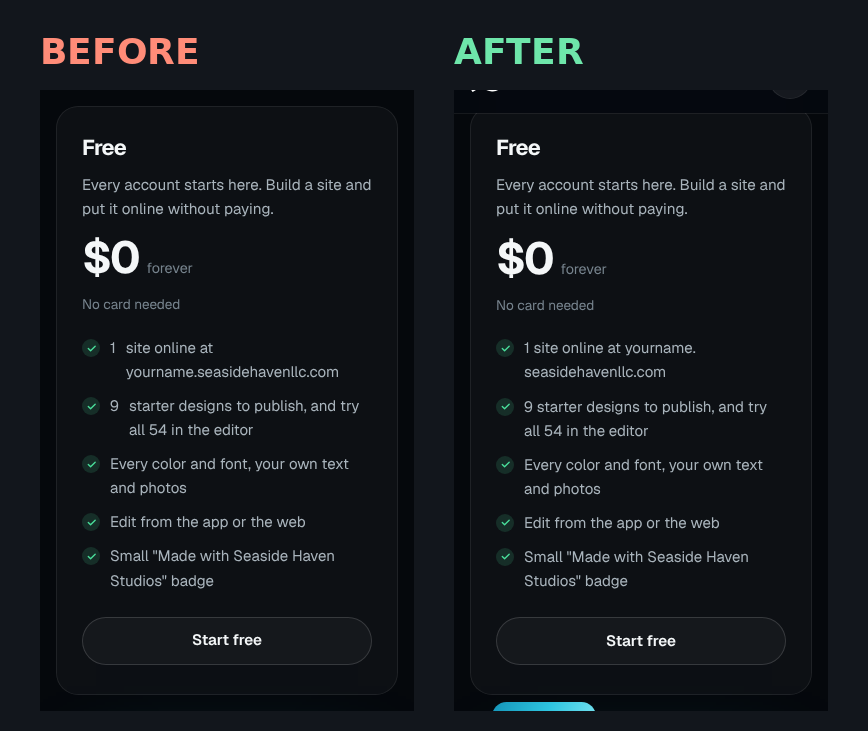 BEFORE
Free
Every account starts here. Build a site and
put it online without paying.
$0 forever
No card needed
1 site online at
yourname.seasidehavenllc.com
9 starter designs to publish, and try
all 54 in the editor
Every color and font, your own text
and photos
Edit from the app or the web
Small "Made with Seaside Haven
Studios" badge
Start free
AFTER
Free
Every account starts here. Build a site and
put it online without paying.
$0 forever
No card needed
1 site online at yourname.
seasidehavenllc.com
9 starter designs to publish, and try
all 54 in the editor
Every color and font, your own text
and photos
Edit from the app or the web
Small "Made with Seaside Haven
Studios" badge
Start free